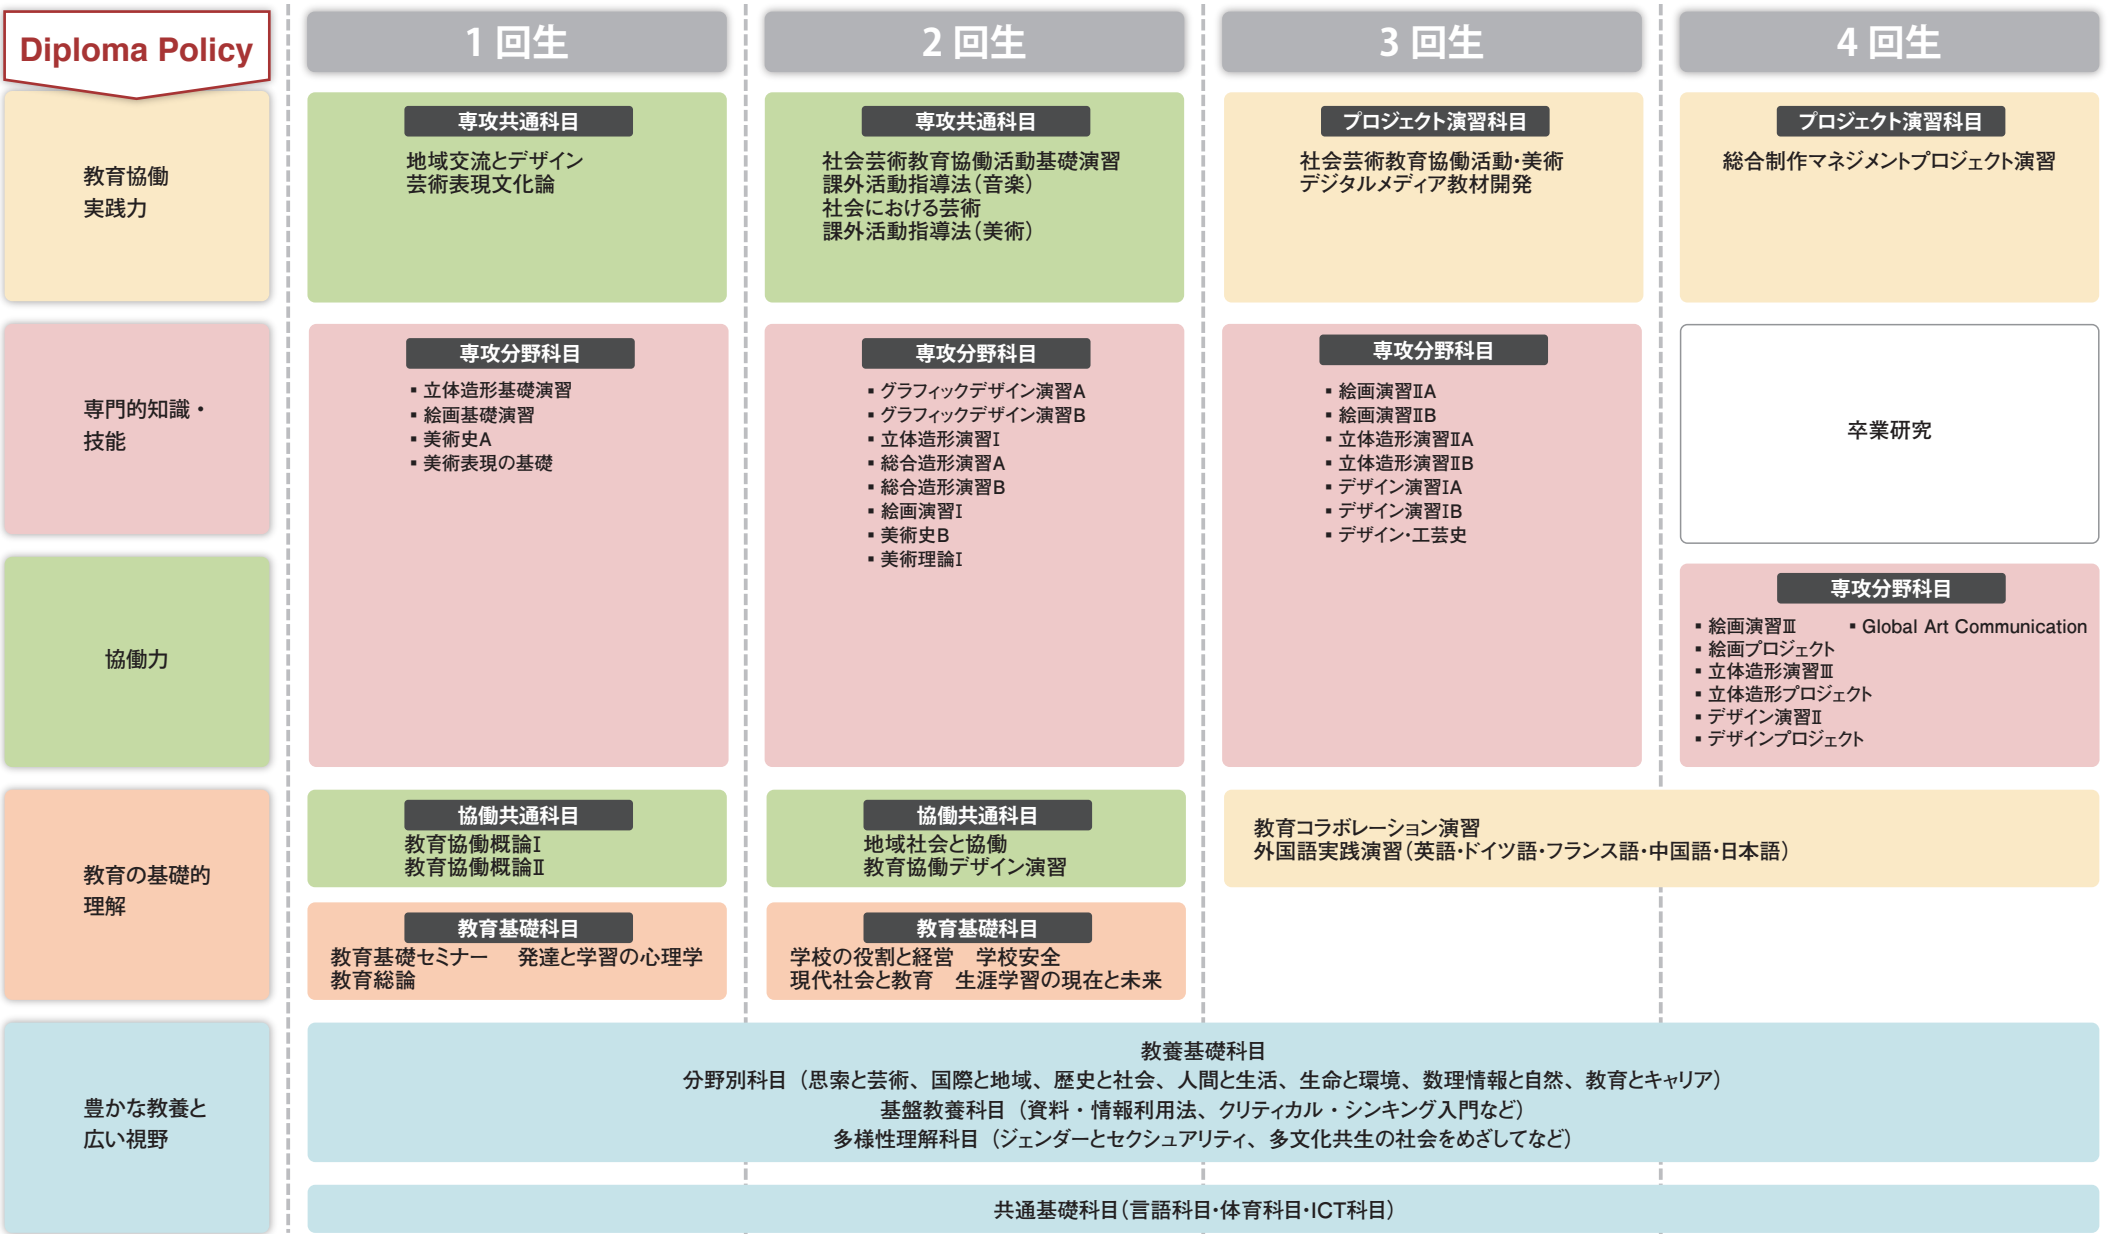 Diploma Policy
1 回生
2 回生
3 回生
4 回生
教育協働
実践力
専攻共通科目
地域交流とデザイン
芸術表現文化論
専攻共通科目
社会芸術教育協働活動基礎演習
課外活動指導法(音楽)
社会における芸術
課外活動指導法(美術)
プロジェクト演習科目
社会芸術教育協働活動・美術
デジタルメディア教材開発
プロジェクト演習科目
総合制作マネジメントプロジェクト演習
専門的知識・
技能
専攻分野科目
▪ 立体造形基礎演習
▪ 絵画基礎演習
▪ 美術史A
▪ 美術表現の基礎
専攻分野科目
▪ グラフィックデザイン演習A
▪ グラフィックデザイン演習B
▪ 立体造形演習I
▪ 総合造形演習A
▪ 総合造形演習B
▪ 絵画演習I
▪ 美術史B
▪ 美術理論I
専攻分野科目
▪ 絵画演習ⅡA
▪ 絵画演習ⅡB
▪ 立体造形演習ⅡA
▪ 立体造形演習ⅡB
▪ デザイン演習IA
▪ デザイン演習IB
▪ デザイン・工芸史
卒業研究
協働力
専攻分野科目
▪ 絵画演習Ⅲ ▪ Global Art Communication
▪ 絵画プロジェクト
▪ 立体造形演習Ⅲ
▪ 立体造形プロジェクト
▪ デザイン演習Ⅱ
▪ デザインプロジェクト
教育の基礎的
理解
協働共通科目
教育協働概論I
教育協働概論Ⅱ
協働共通科目
地域社会と協働
教育協働デザイン演習
教育コラボレーション演習
外国語実践演習(英語・ドイツ語・フランス語・中国語・日本語)
教育基礎科目
教育基礎セミナー 発達と学習の心理学
教育総論
教育基礎科目
学校の役割と経営 学校安全
現代社会と教育 生涯学習の現在と未来
豊かな教養と
広い視野
教養基礎科目
分野別科目(思索と芸術、国際と地域、歴史と社会、人間と生活、生命と環境、数理情報と自然、教育とキャリア)
基盤教養科目(資料・情報利用法、クリティカル・シンキング入門など)
多様性理解科目(ジェンダーとセクシュアリティ、多文化共生の社会をめざしてなど)
共通基礎科目(言語科目・体育科目・ICT科目)